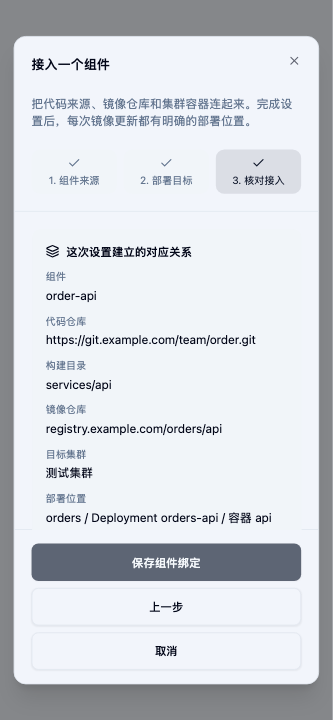 接入一个组件
把代码来源、镜像仓库和集群容器连起来。完成设
置后，每次镜像更新都有明确的部署位置。
1. 组件来源
2. 部署目标
3. 核对接入
这次设置建立的对应关系
组件
order-api
代码仓库
https://git.example.com/team/order.git
构建目录
services/api
镜像仓库
registry.example.com/orders/api
目标集群
测试集群
部署位置
orders / Deployment orders-api / 容器 api
保存组件绑定
上一步
取消